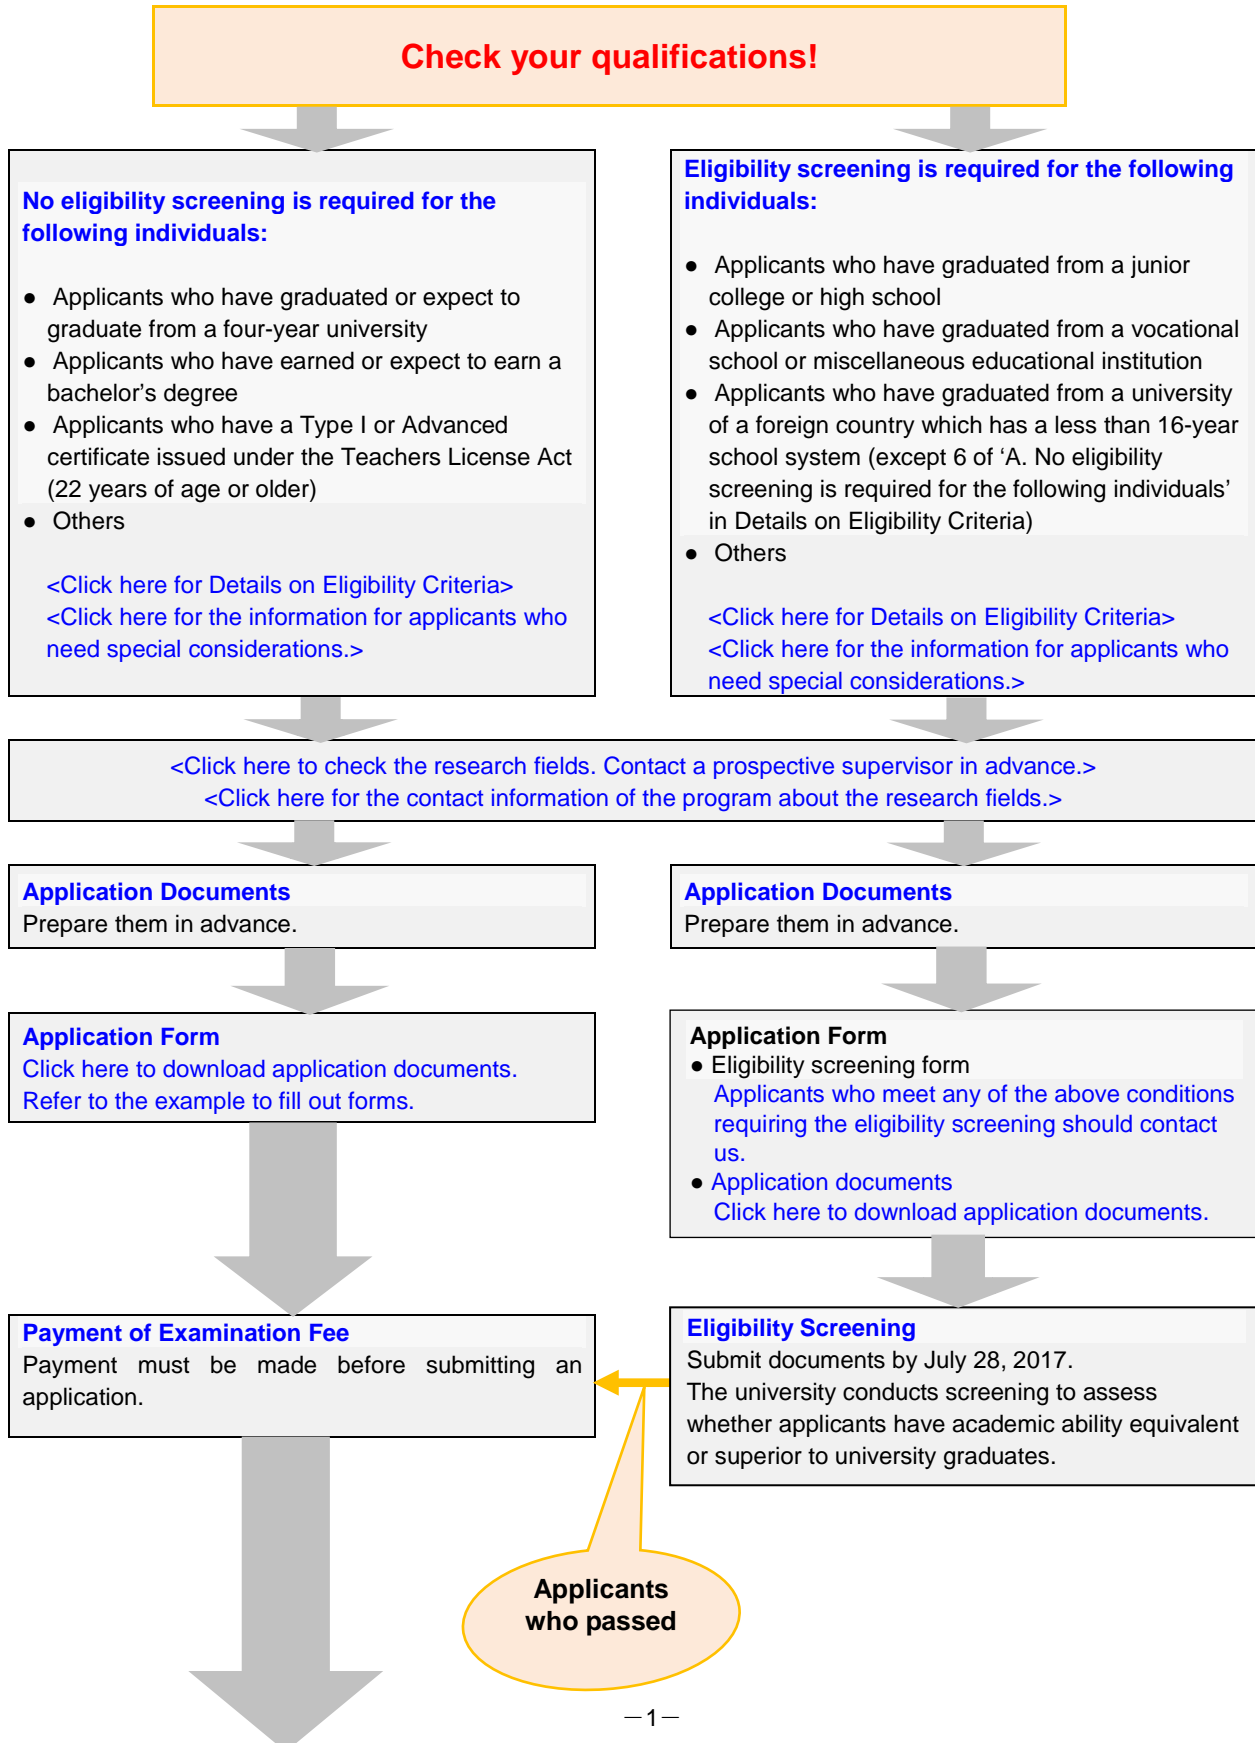 Check your qualifications!
No eligibility screening is required for the
following individuals:
● Applicants who have graduated or expect to
graduate from a four-year university
● Applicants who have earned or expect to earn a
bachelor's degree
● Applicants who have a Type I or Advanced
certificate issued under the Teachers License Act
(22 years of age or older)
● Others
<Click here for Details on Eligibility Criteria>
<Click here for the information for applicants who
need special considerations.>
Eligibility screening is required for the following
individuals:
● Applicants who have graduated from a junior
college or high school
● Applicants who have graduated from a vocational
school or miscellaneous educational institution
● Applicants who have graduated from a university
of a foreign country which has a less than 16-year
school system (except 6 of ‘A. No eligibility
screening is required for the following individuals’
in Details on Eligibility Criteria)
● Others
<Click here for Details on Eligibility Criteria>
<Click here for the information for applicants who
need special considerations.>
<Click here to check the research fields. Contact a prospective supervisor in advance.>
<Click here for the contact information of the program about the research fields.>
Application Documents
Prepare them in advance.
Application Documents
Prepare them in advance.
Application Form
Click here to download application documents.
Refer to the example to fill out forms.
Application Form
● Eligibility screening form
Applicants who meet any of the above conditions
requiring the eligibility screening should contact
us.
● Application documents
Click here to download application documents.
Payment of Examination Fee
Payment must be made before submitting an
application.
Eligibility Screening
Submit documents by July 28, 2017.
The university conducts screening to assess
whether applicants have academic ability equivalent
or superior to university graduates.
Applicants
who passed
－1－